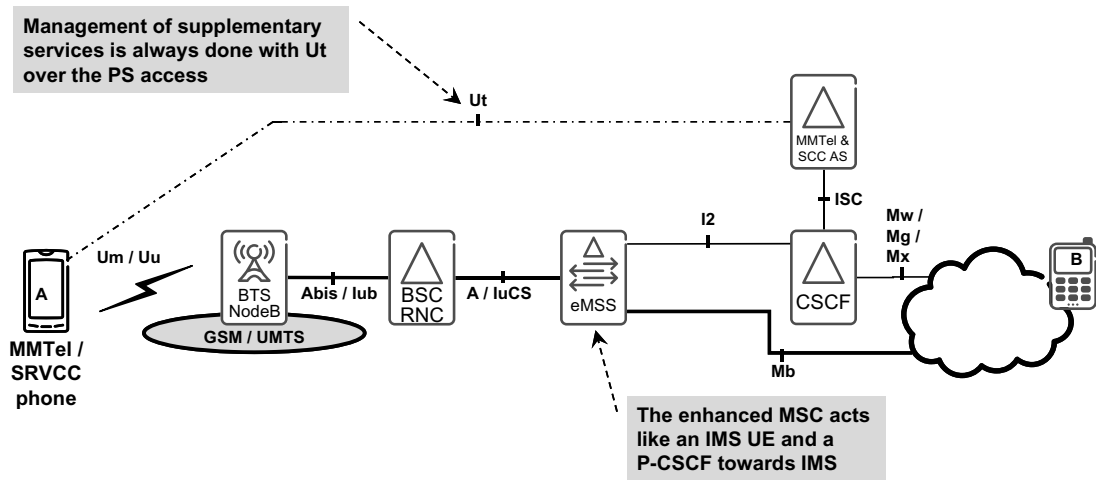 Management of supplementary
services is always done with Ut
over the PS access
Ut
MMTel &
SCC AS
ISC
I2
Mw /
Mg /
Mx
B
Um / Uu
A
BTS
NodeB
Abis / Iub
BSC
RNC
A / IuCS
eMSS
CSCF
GSM / UMTS
MMTel /
SRVCC
phone
Mb
The enhanced MSC acts
like an IMS UE and a
P-CSCF towards IMS